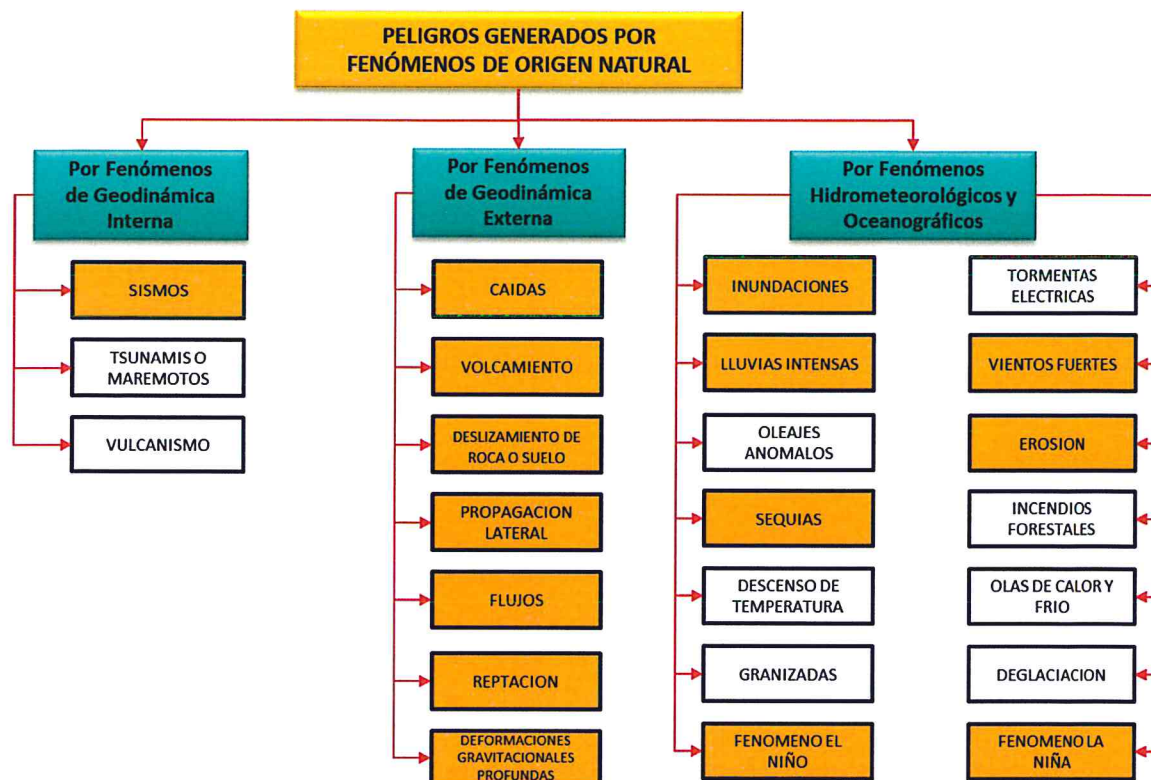 PELIGROS GENERADOS POR
FENÓMENOS DE ORIGEN NATURAL
Por Fenómenos
de Geodinámica
Interna
SISMOS
TSUNAMIS O
MAREMOTOS
VULCANISMO
Por Fenómenos
de Geodinámica
Externa
CAIDAS
VOLCAMIENTO
DESLIZAMIENTO DE
ROCA O SUELO
PROPAGACION
LATERAL
FLUJOS
REPTACION
DEFORMACIONES
GRAVITACIONALES
PROFUNDAS
Por Fenómenos
Hidrometeorológicos y
Oceanográficos
INUNDACIONES
LLUVIAS INTENSAS
OLEAJES
ANOMALOS
SEQUIAS
DESCENSO DE
TEMPERATURA
GRANIZADAS
FENOMENO EL
NIÑO
TORMENTAS
ELECTRICAS
VIENTOS FUERTES
EROSION
INCENDIOS
FORESTALES
OLAS DE CALOR Y
FRIO
DEGLACIACION
FENOMENO LA
NIÑA